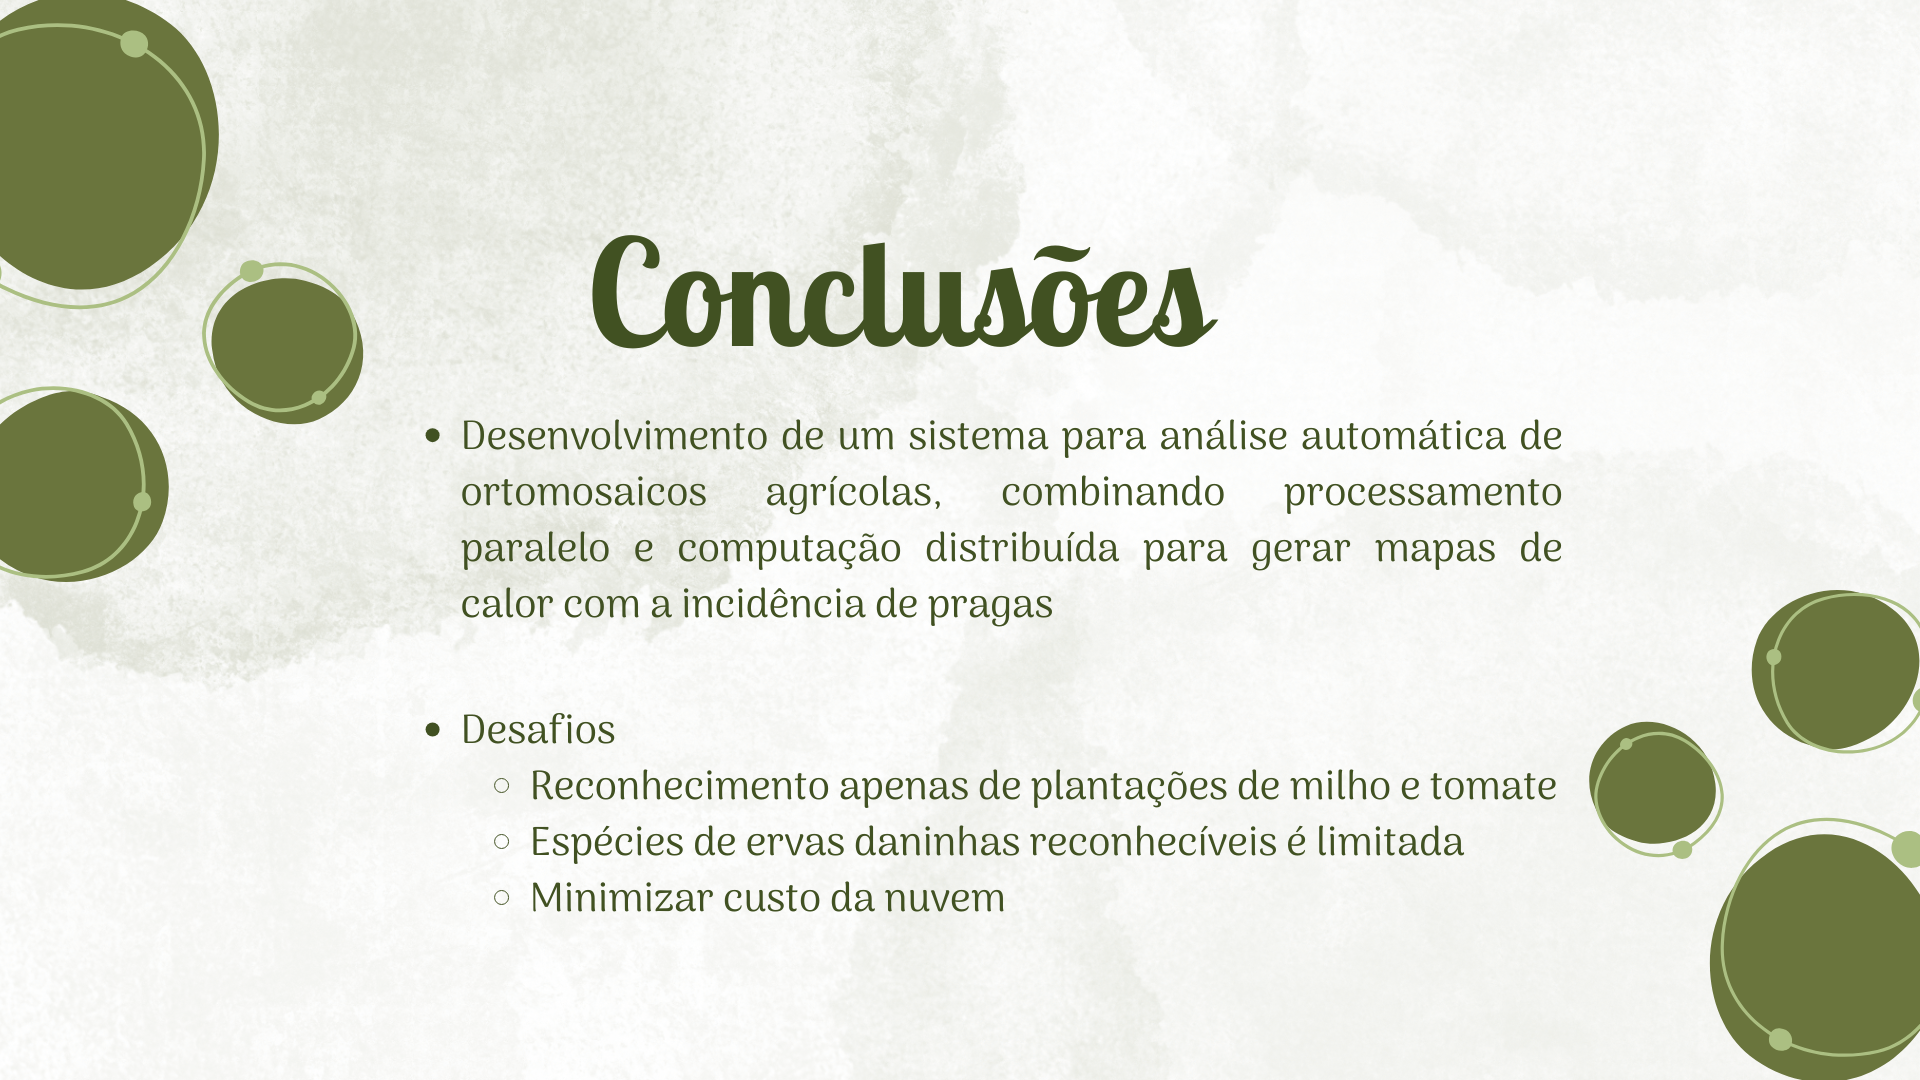 Conclusões
• Desenvolvimento de um sistema para análise automática de
ortomosaicos agrícolas, combinando processamento
paralelo e computação distribuída para gerar mapas de
calor com a incidência de pragas
• Desafios
○ Reconhecimento apenas de plantações de milho e tomate
○ Espécies de ervas daninhas reconhecíveis é limitada
○ Minimizar custo da nuvem